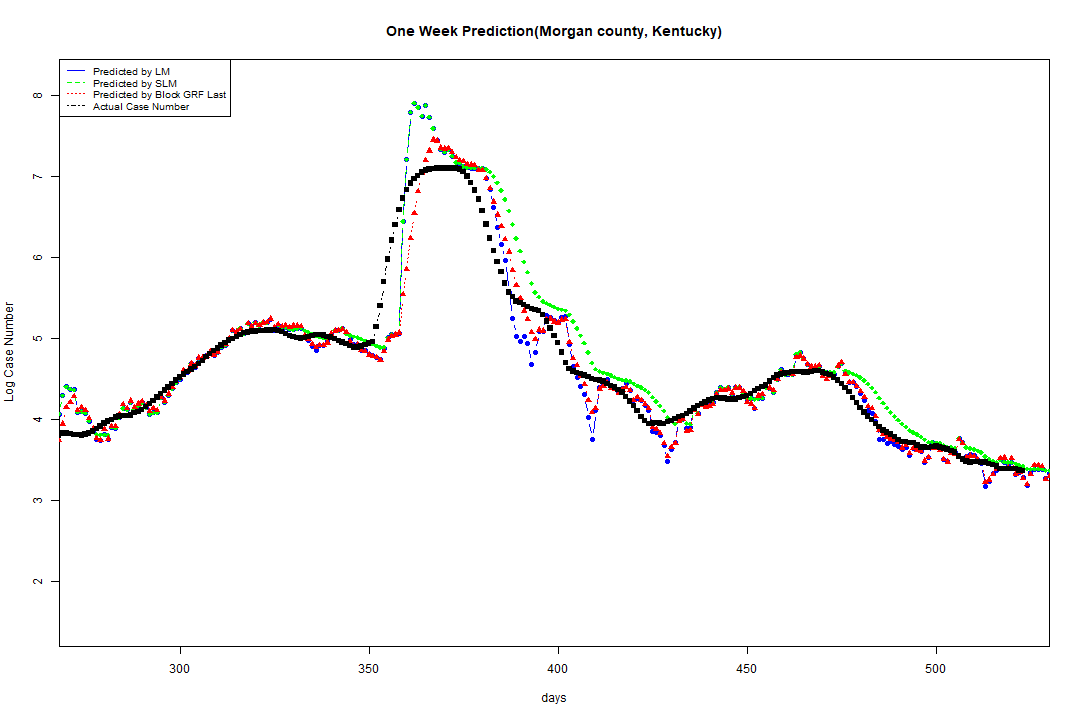 One Week Prediction(Morgan county, Kentucky)
Predicted by LM
Predicted by SLM
Predicted by Block GRF Last
Actual Case Number
8
7
6
5
4
3
2
Log Case Number
300 350 400 450 500
days